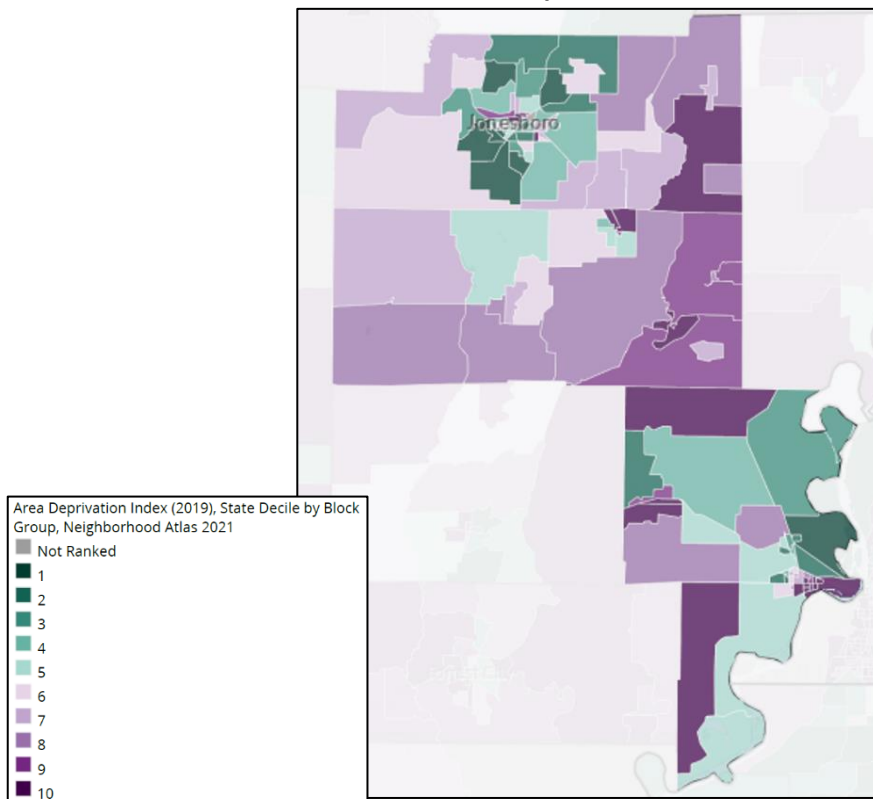 Jonesboro
Area Deprivation Index (2019), State Decile by Block
Group, Neighborhood Atlas 2021
Not Ranked
1
2
3
4
5
6
7
8
9
10